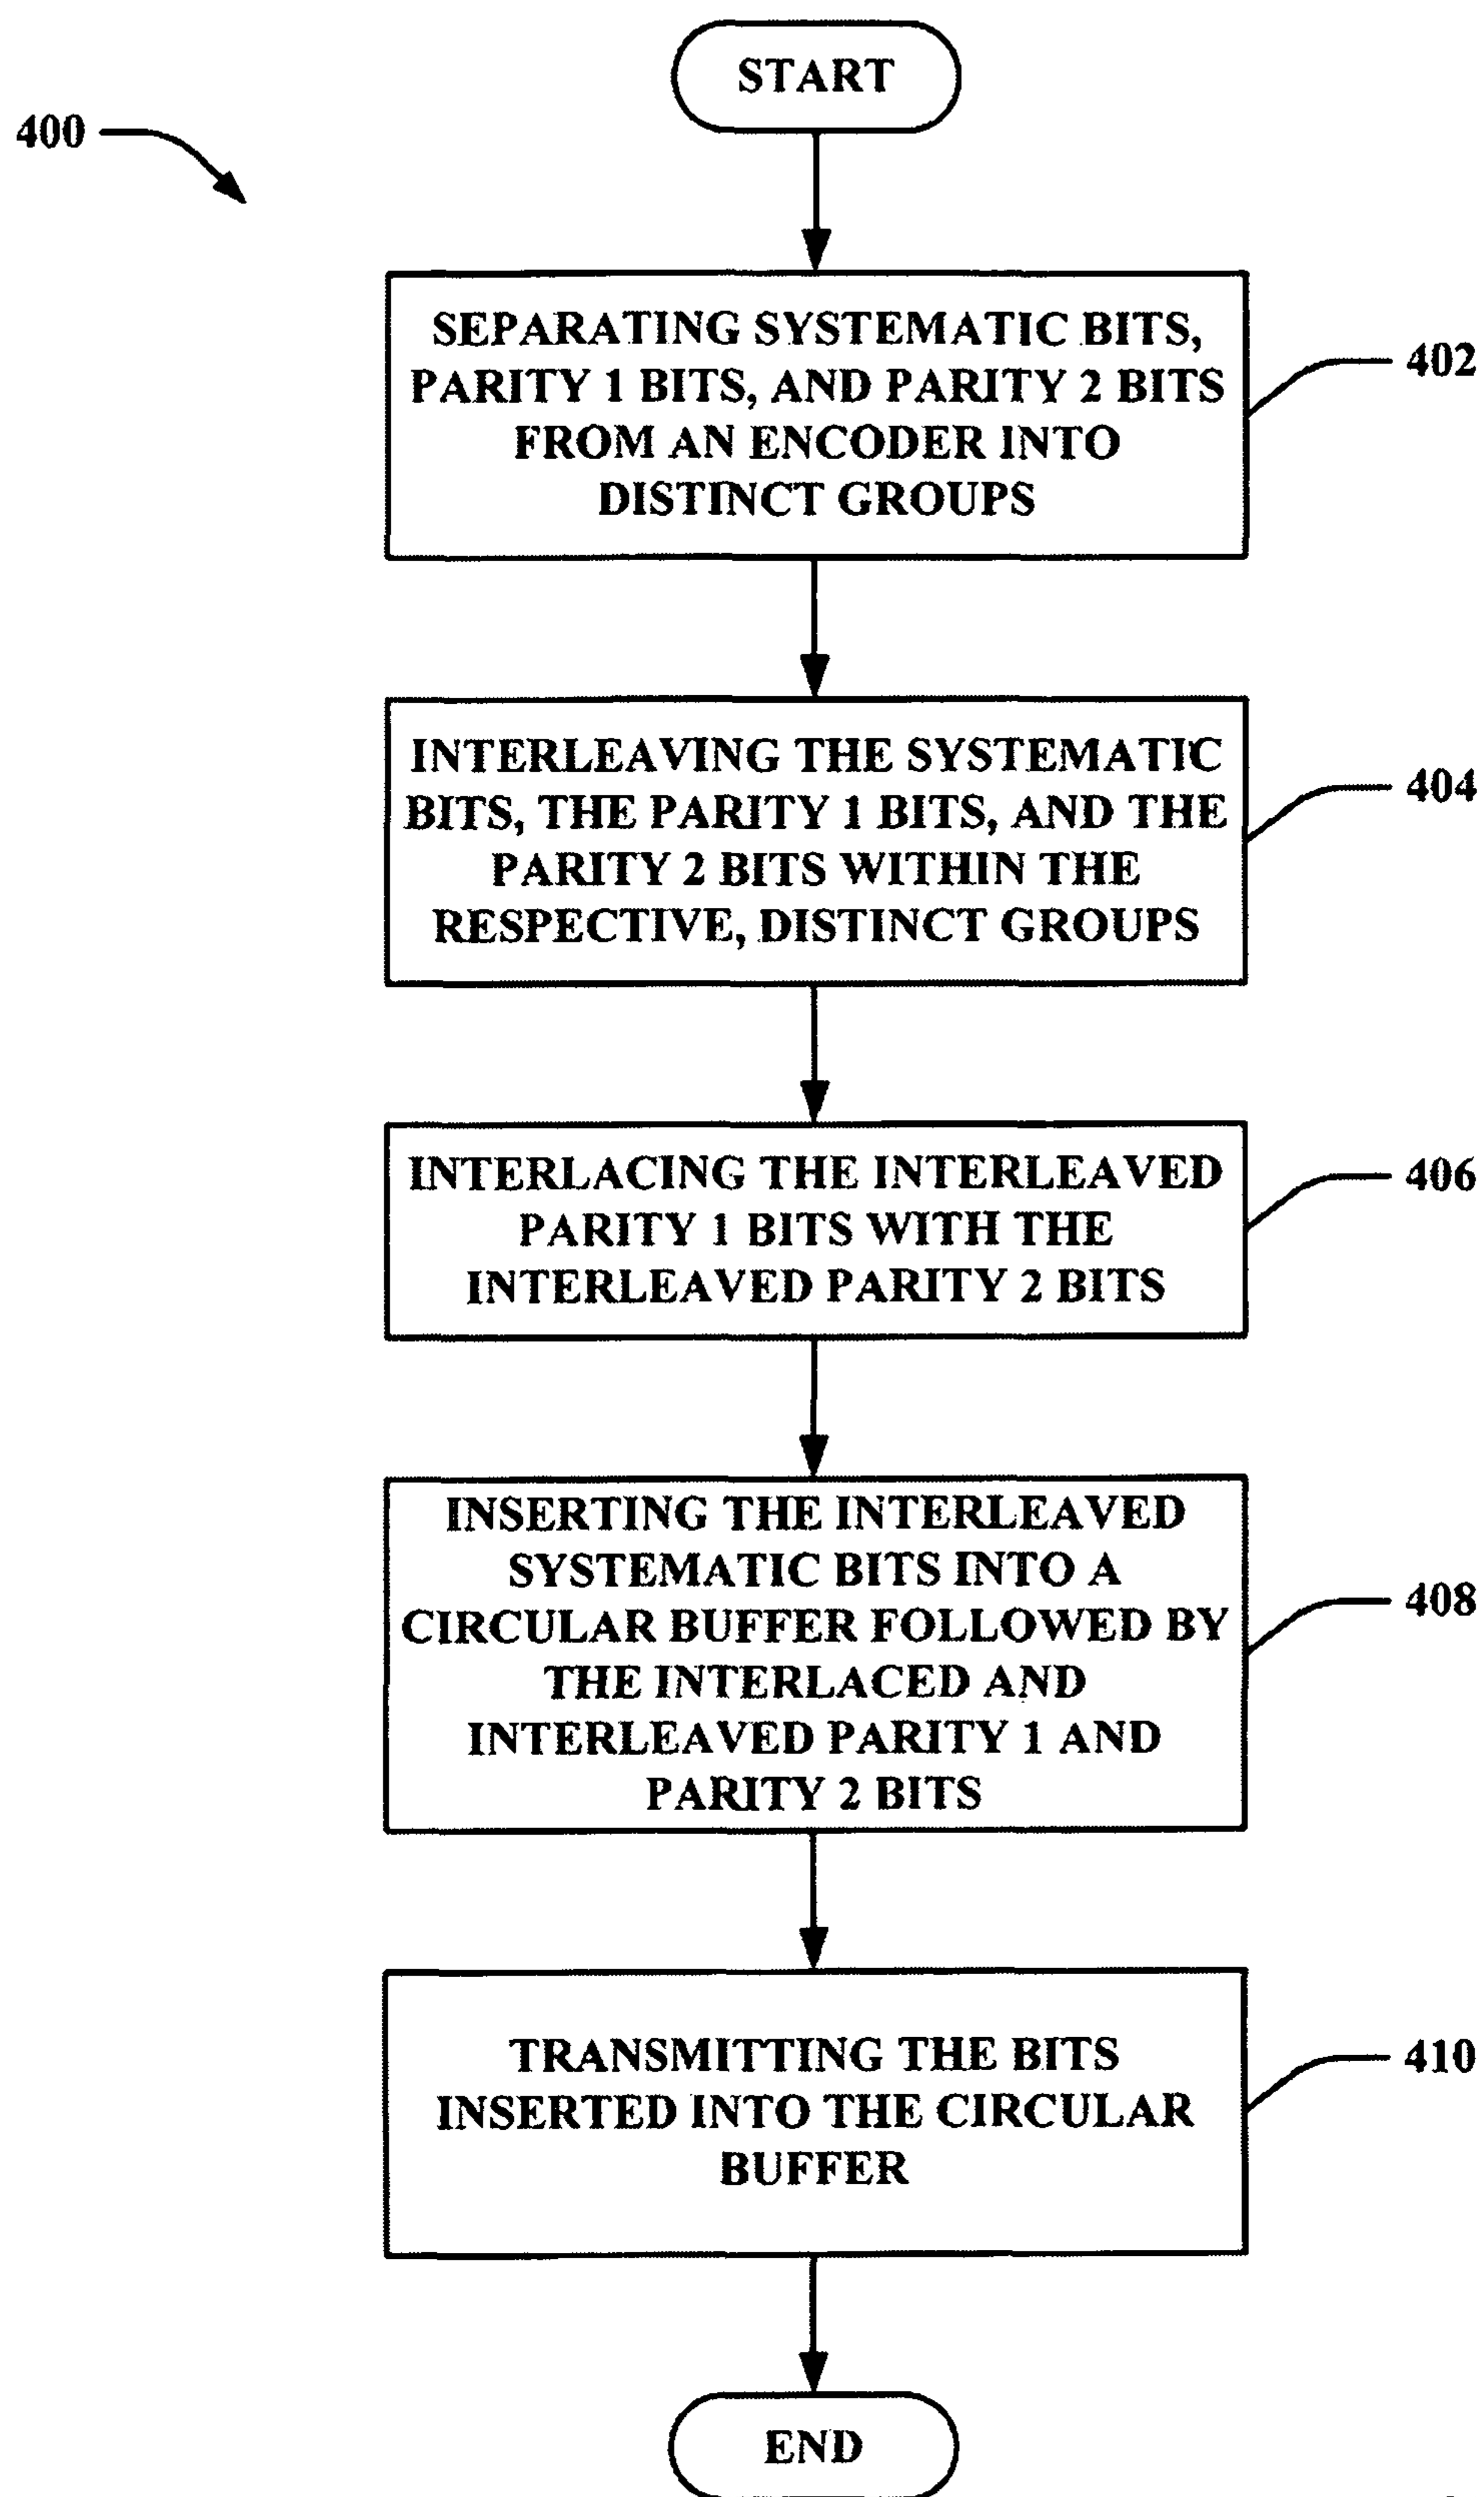 START
400
SEPARATING SYSTEMATIC BITS,
PARITY 1 BITS, AND PARITY 2 BITS
FROM AN ENCODER INTO
DISTINCT GROUPS
402
INTERLEAVING THE SYSTEMATIC
BITS, THE PARITY 1 BITS, AND THE
PARITY 2 BITS WITHIN THE
RESPECTIVE, DISTINCT GROUPS
404
INTERLACING THE INTERLEAVED
PARITY 1 BITS WITH THE
INTERLEAVED PARITY 2 BITS
406
INSERTING THE INTERLEAVED
SYSTEMATIC BITS INTO A
CIRCULAR BUFFER FOLLOWED BY
THE INTERLACED AND
INTERLEAVED PARITY 1 AND
PARITY 2 BITS
408
TRANSMITTING THE BITS
INSERTED INTO THE CIRCULAR
BUFFER
410
END